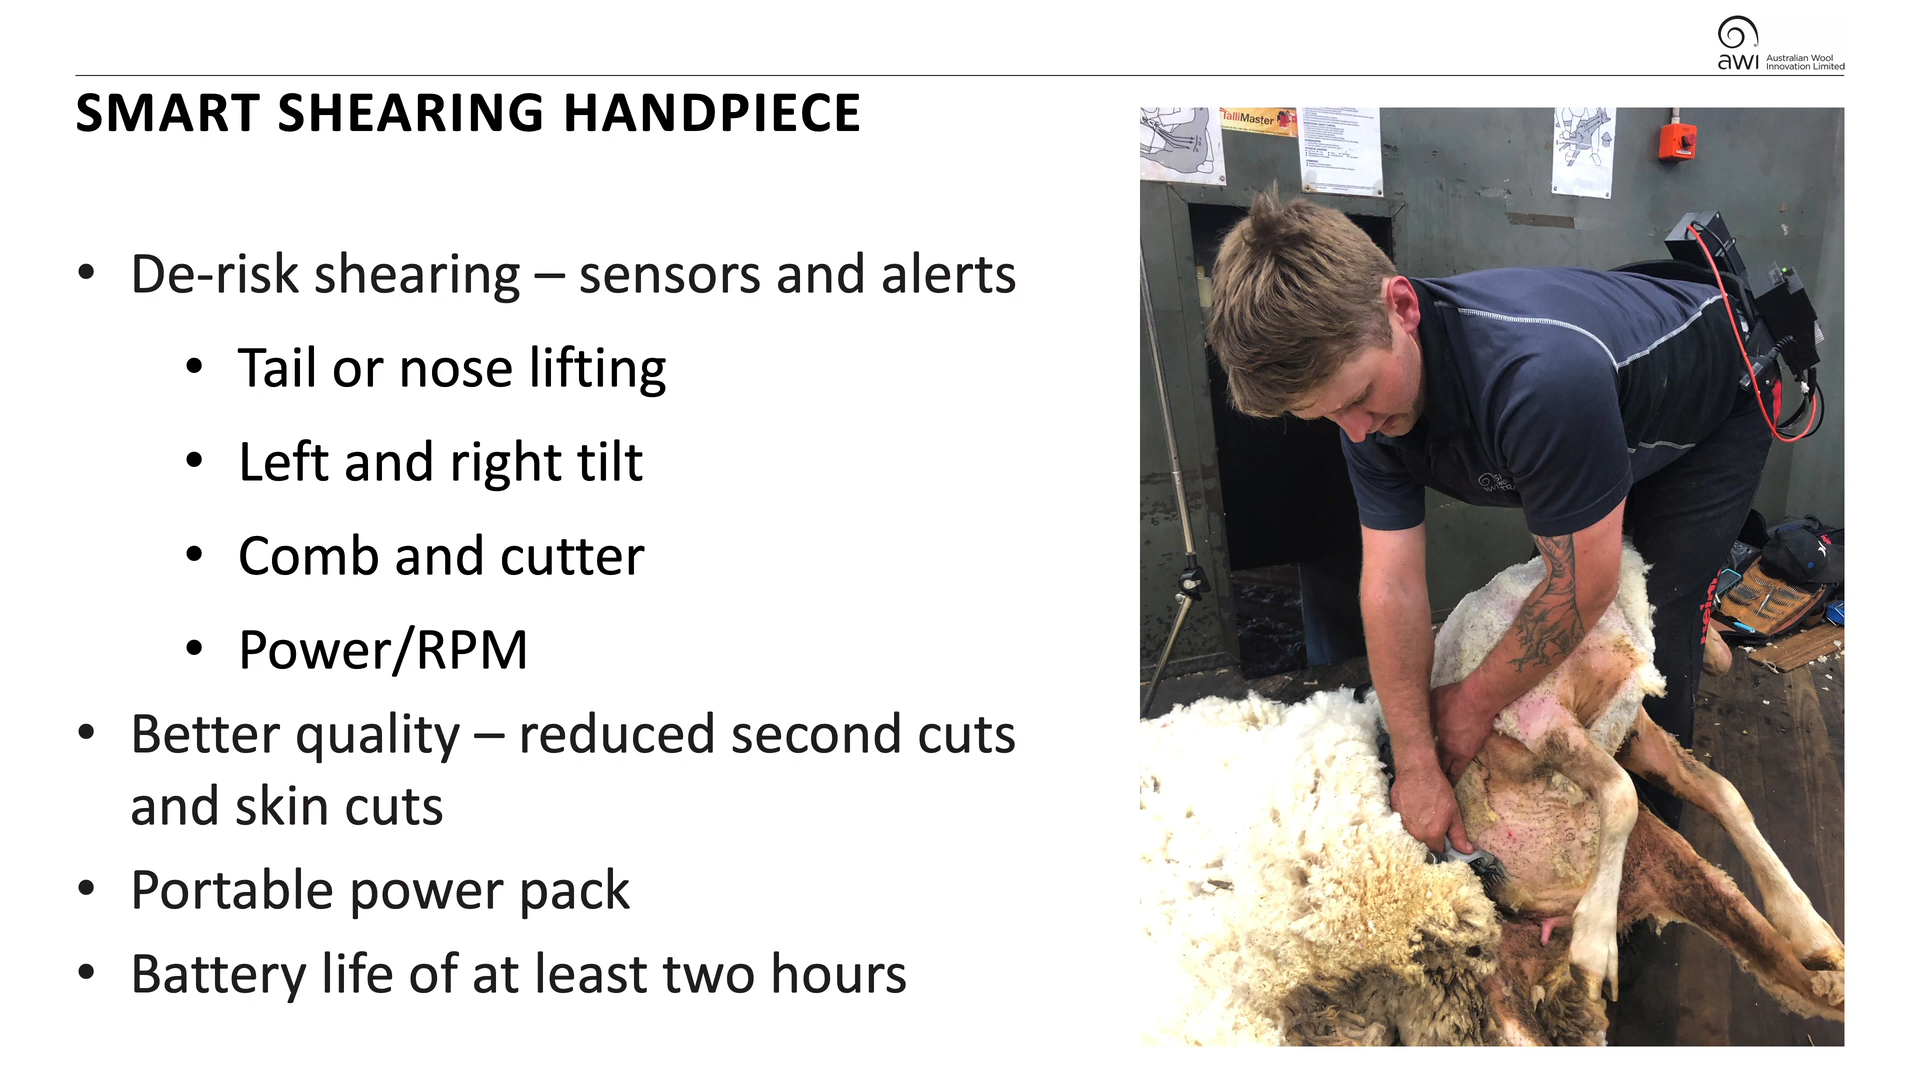 awi Australian Wool
Innovation Limited
SMART SHEARING HANDPIECE
• De-risk shearing – sensors and alerts
• Tail or nose lifting
• Left and right tilt
• Comb and cutter
• Power/RPM
• Better quality – reduced second cuts
and skin cuts
• Portable power pack
• Battery life of at least two hours
TalliMaster